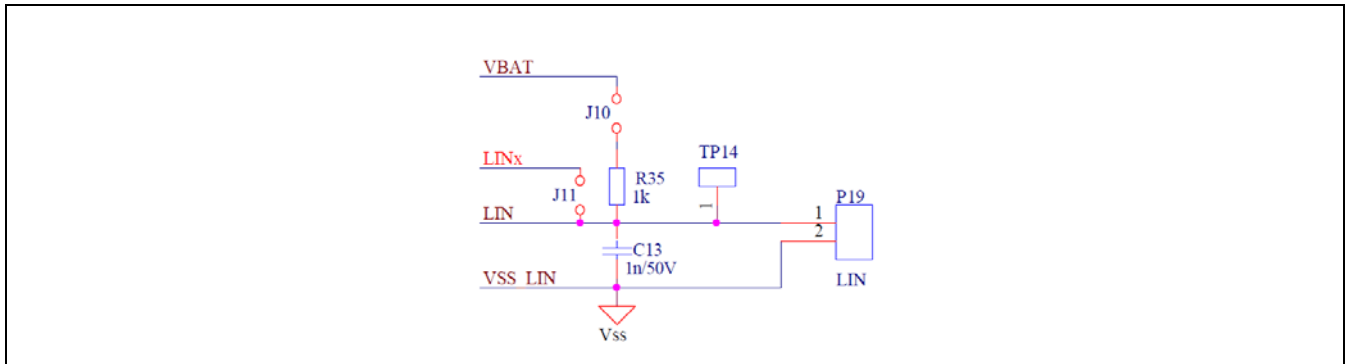 VBAT
J10
LINx
TP14
J11
R35
1k
P19
LIN
1
1
2
C13
1n/50V
VSS_LIN
LIN
Vss